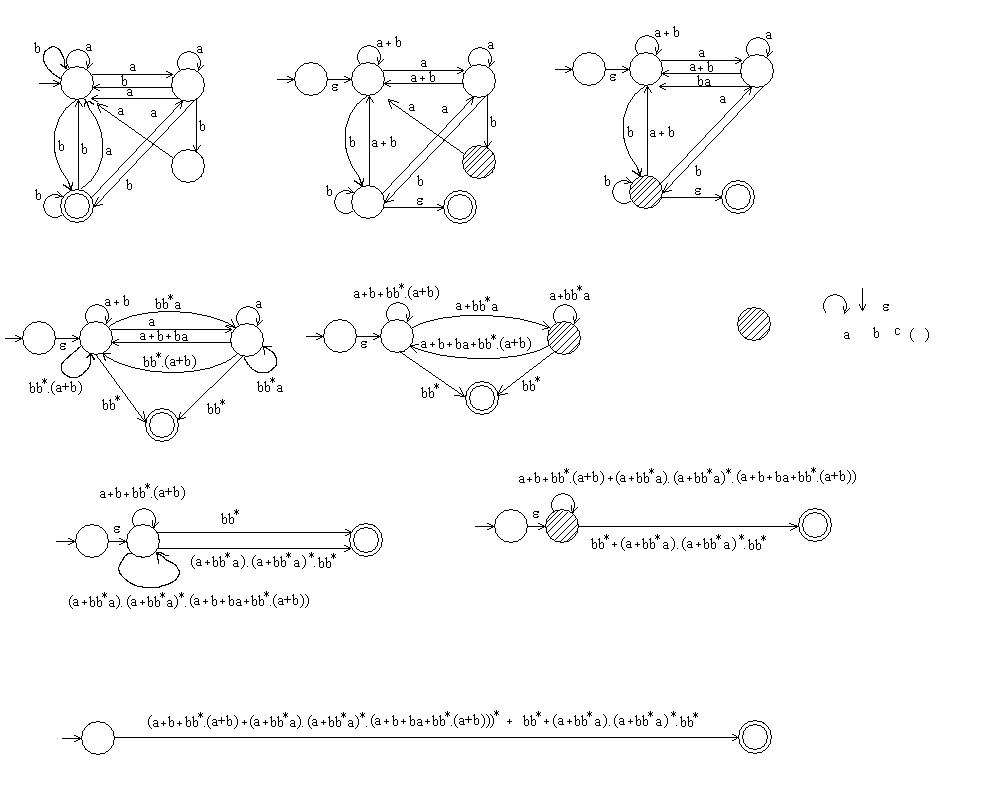 b a a b a a a b b b a b b
a + b a a + b a b b a + b b b ε ε
a + b a a + b ba a b a + b b b ε ε
a + b bb*a a a a + b + ba bb*.(a+b) ε bb*.(a+b) bb*a bb* bb*
a+b+bb*.(a+b) a+bb*a a+bb*a a+b+ba+bb*.(a+b) ε bb* bb*
ε
a b c ( )
a+b+bb*.(a+b)
ε bb*
(a+bb*a).(a+bb*a)*.bb*
(a+bb*a).(a+bb*a)*.(a+b+ba+bb*.(a+b))
a+b+bb*.(a+b)+(a+bb*a).(a+bb*a)*.(a+b+ba+bb*.(a+b))
ε
bb*+(a+bb*a).(a+bb*a)*.bb*
(a+b+bb*.(a+b)+(a+bb*a).(a+bb*a)*.(a+b+ba+bb*.(a+b)))* + bb*+(a+bb*a).(a+bb*a)*.bb*